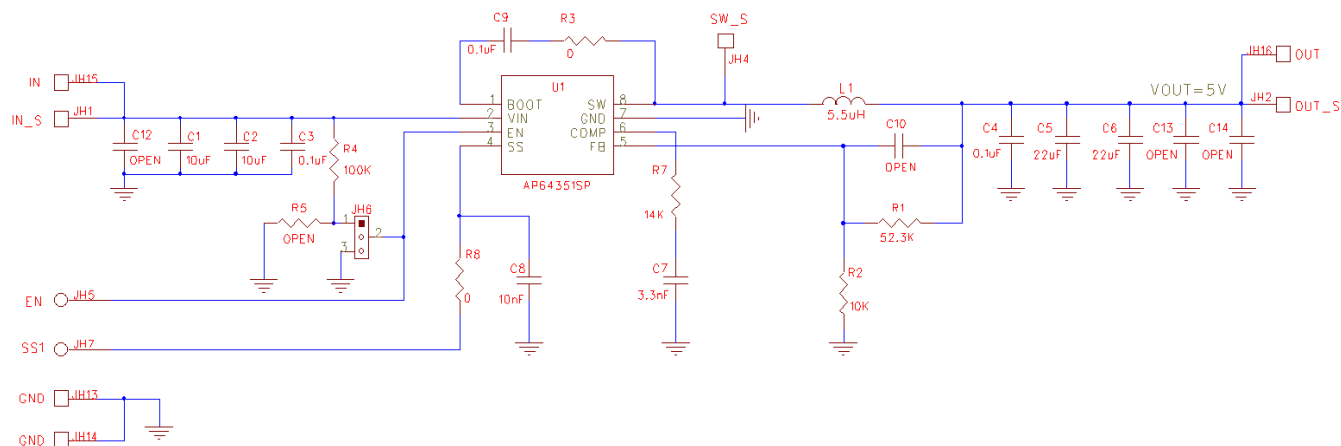 C9
0.1uF
R3
0
SW_S
JH4
IN
JH15
IN_S
JH1
C12
OPEN
C1
10uF
C2
10uF
C3
0.1uF
R4
100K
U1
1 BOOT
2 VIN
3 EN
4 SS
SW 8
GND 7
COMP 6
FB 5
AP64351SP
L1
5.5uH
C10
OPEN
R1
52.3K
R2
10K
R7
14K
C7
3.3nF
C4
0.1uF
C5
22uF
C6
22uF
C13
OPEN
C14
OPEN
VOUT=5V
JH16
OUT
JH2
OUT_S
R5
OPEN
JH6
1
2
3
R8
0
C8
10nF
EN
JH5
SS1
JH7
GND
JH13
GND
JH14